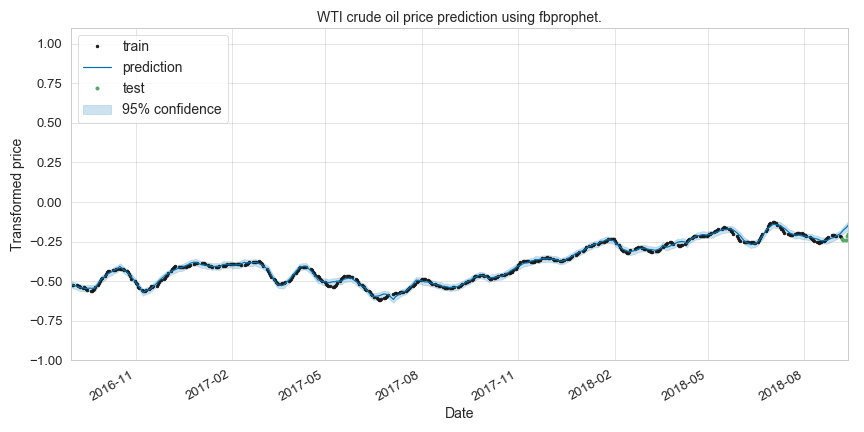 WTI crude oil price prediction using fbprophet.
train
prediction
test
95% confidence
Transformed price
1.00
0.75
0.50
0.25
0.00
−0.25
−0.50
−0.75
−1.00
2016-11
2017-02
2017-05
2017-08
2017-11
2018-02
2018-05
2018-08
Date